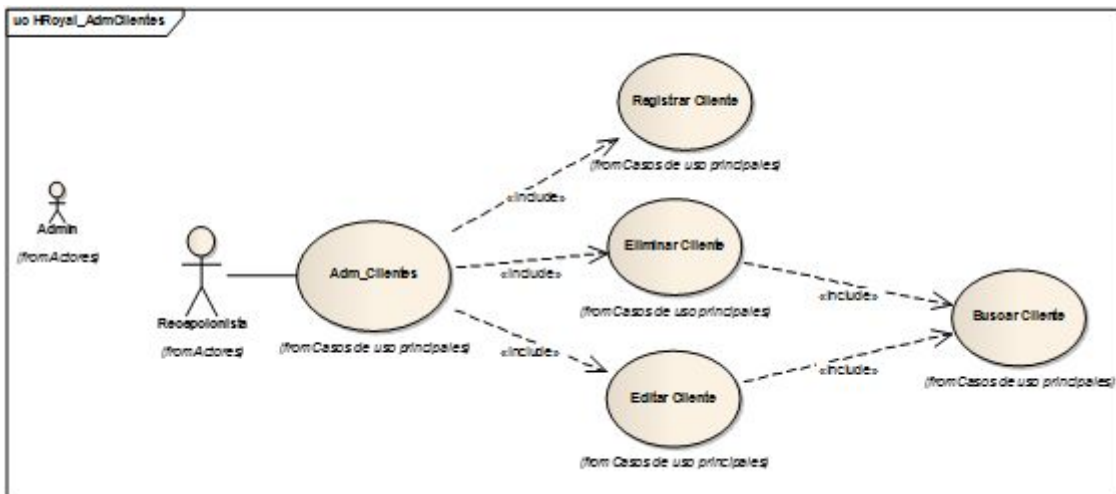 uc HRoyal_AdmClientes
Registrar Cliente
(from Casos de uso principales)
«include»
Admin
(from Actores)
Eliminar Cliente
Adm_Clientes
«include»
«include»
(from Casos de uso principales)
Recepcionista
Buscar Cliente
(from Casos de uso principales)
(from Actores)
«include»
«include»
(from Casos de uso principales)
Editar Cliente
(from Casos de uso principales)